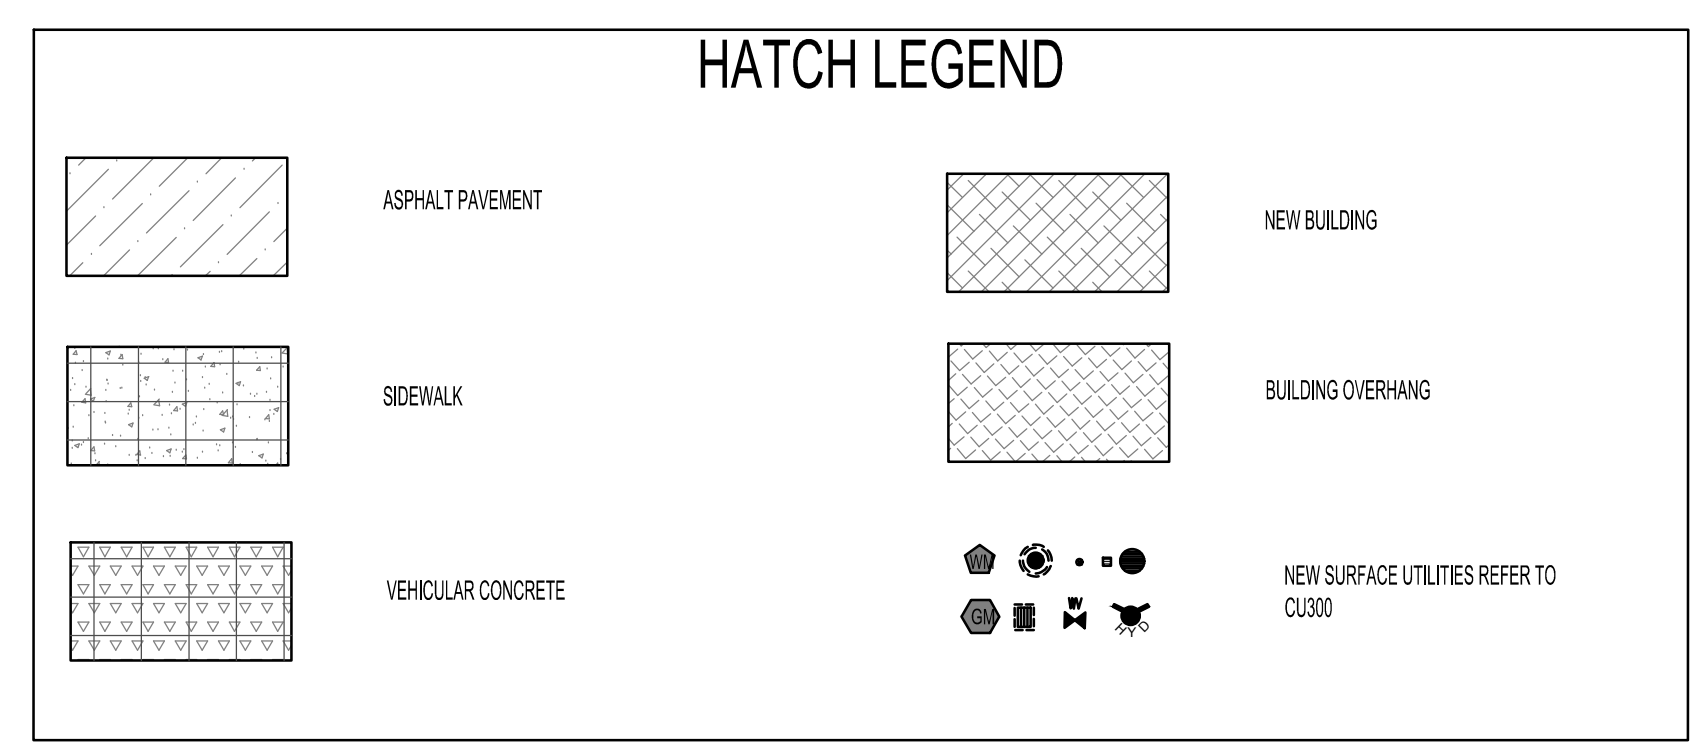 HATCH LEGEND
ASPHALT PAVEMENT
NEW BUILDING
SIDEWALK
BUILDING OVERHANG
VEHICULAR CONCRETE
WM
GM
WV
HYD
NEW SURFACE UTILITIES REFER TO
CU300